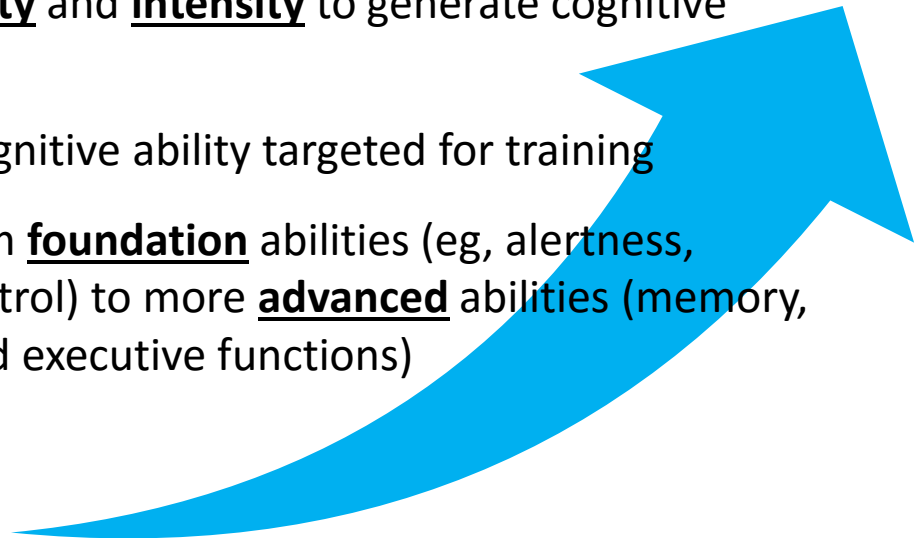 ty and intensity to generate cognitive
gnitive ability targeted for training
foundation abilities (eg, alertness,
trol) to more advanced abilities (memory,
executive functions)